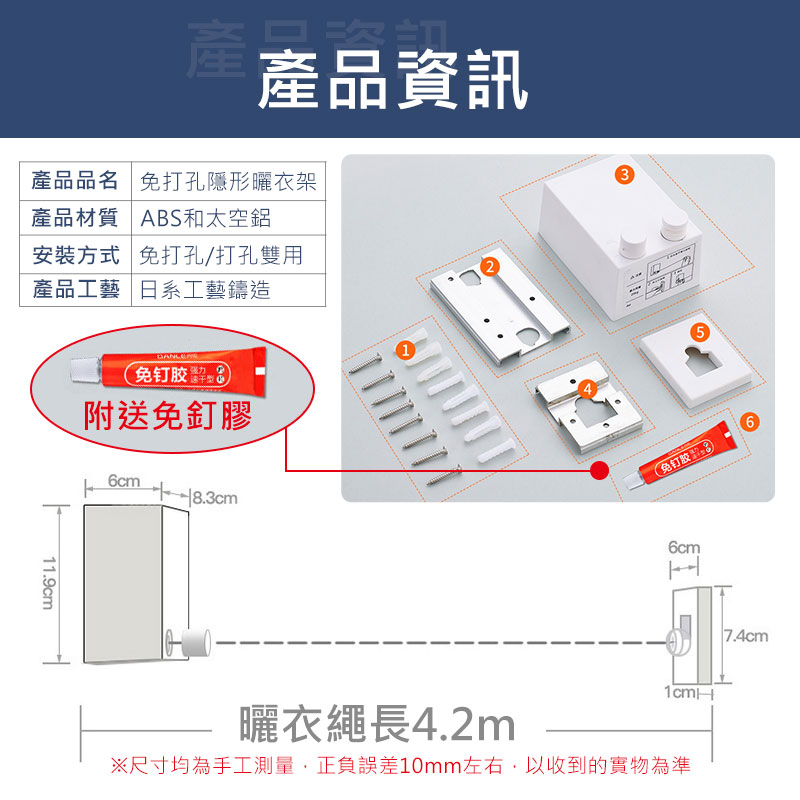 產品資訊
產品資訊
產品品名 免打孔隱形曬衣架
產品材質 ABS和太空鋁
安裝方式 免打孔/打孔雙用
產品工藝 日系工藝鑄造
免钉胶 强力 速干型
附送免釘膠
1
2
3
4
5
6
免钉胶
6cm
8.3cm
11.9cm
6cm
7.4cm
1cm
曬衣繩長4.2m
※尺寸均為手工測量，正負誤差10mm左右，以收到的實物為準